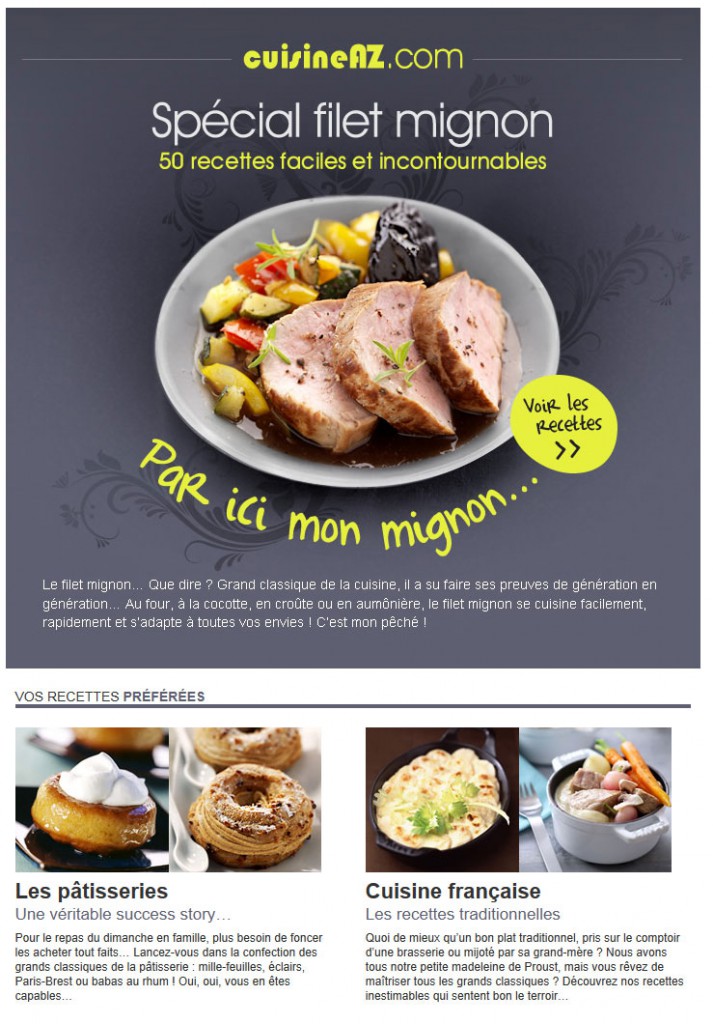 cuisineAZ.com
Spécial filet mignon
50 recettes faciles et incontournables
Voir les
recettes
>>
Par ici mon mignon...
Le filet mignon... Que dire ? Grand classique de la cuisine, il a su faire ses preuves de génération en
génération... Au four, à la cocotte, en croûte ou en aumônière, le filet mignon se cuisine facilement,
rapidement et s'adapte à toutes vos envies ! C'est mon pêché !
VOS RECETTES PRÉFÉRÉES
Les pâtisseries
Une véritable success story...
Pour le repas du dimanche en famille, plus besoin de foncer
les acheter tout faits... Lancez-vous dans la confection des
grands classiques de la pâtisserie : mille-feuilles, éclairs,
Paris-Brest ou babas au rhum ! Oui, oui, vous en êtes
capables...
Cuisine française
Les recettes traditionnelles
Quoi de mieux qu'un bon plat traditionnel, pris sur le comptoir
d'une brasserie ou mijoté par sa grand-mère ? Nous avons
tous notre petite madeleine de Proust, mais vous rêvez de
maîtriser tous les grands classiques ? Découvrez nos recettes
inestimables qui sentent bon le terroir...